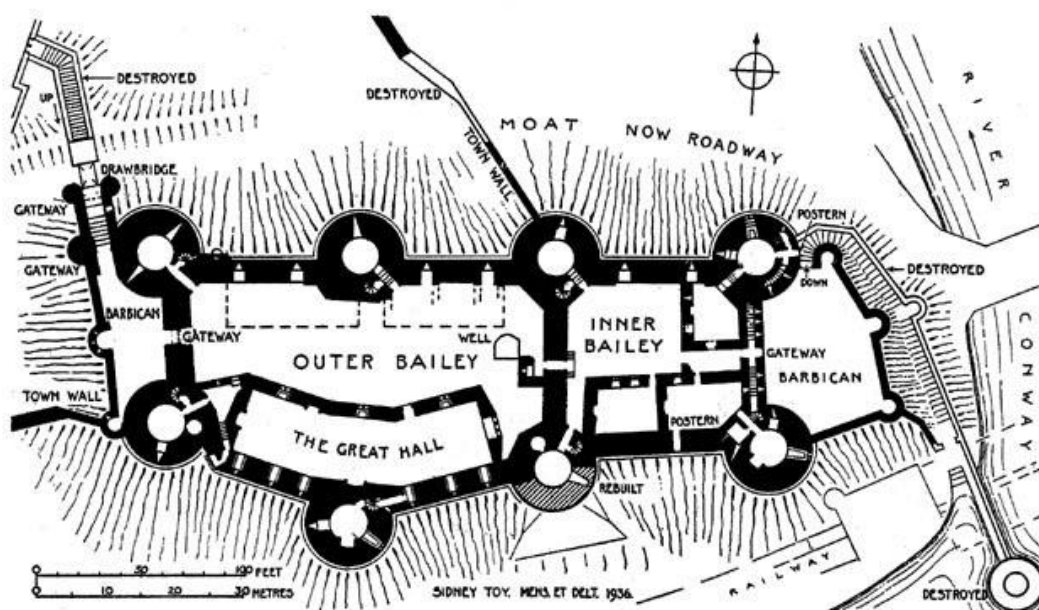 DESTROYED
UP
DRAWBRIDGE
GATEWAY
GATEWAY
BARBICAN
GATEWAY
TOWN WALL
DESTROYED
TOWN WALL
MOAT NOW ROADWAY
RIVER
CONWAY
POSTERN
DESTROYED
DOWN
OUTER BAILEY
WELL
INNER
BAILEY
GATEWAY
BARBICAN
THE GREAT HALL
POSTERN
REBUILT
RAILWAY
DESTROYED
0 50 100 FEET
0 10 20 30 METRES
SIDNEY TOY. MENS. ET DELT. 1936.